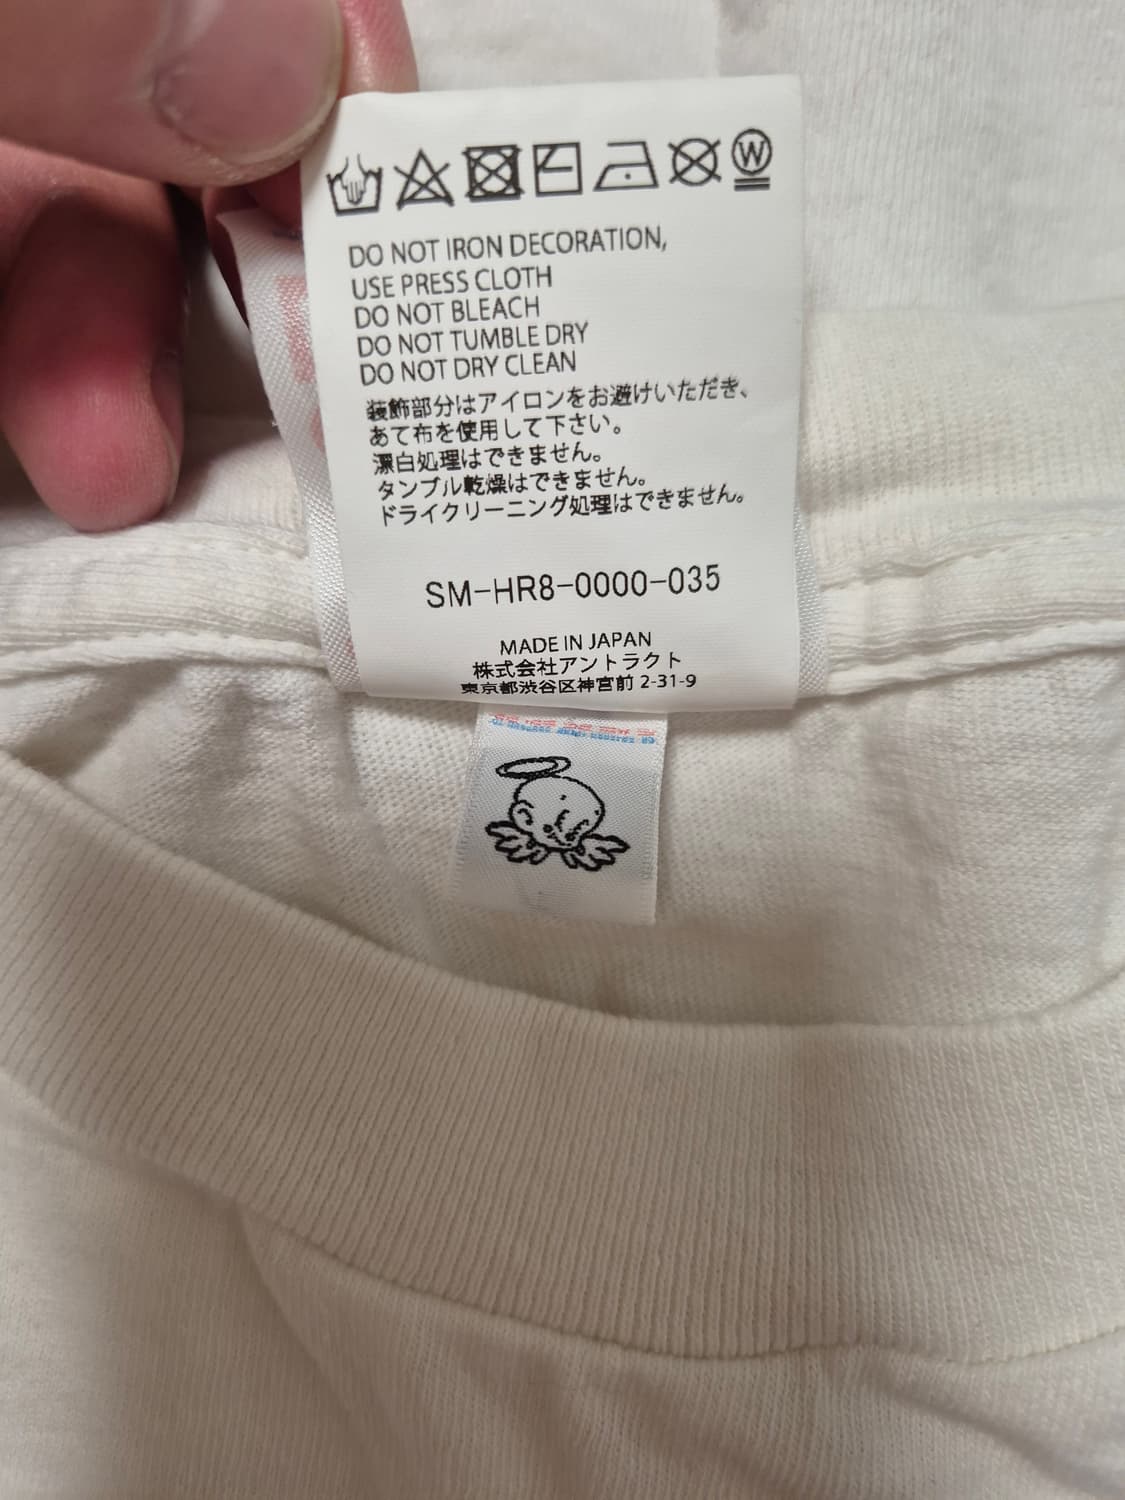 W
DO NOT IRON DECORATION,
USE PRESS CLOTH
DO NOT BLEACH
DO NOT TUMBLE DRY
DO NOT DRY CLEAN
装飾部分はアイロンをお避けいただき、
あて布を使用して下さい。
漂白処理はできません。
タンブル乾燥はできません。
ドライクリーニング処理はできません。
SM-HR8-0000-035
MADE IN JAPAN
株式会社アントラクト
東京都渋谷区神宮前 2-31-9